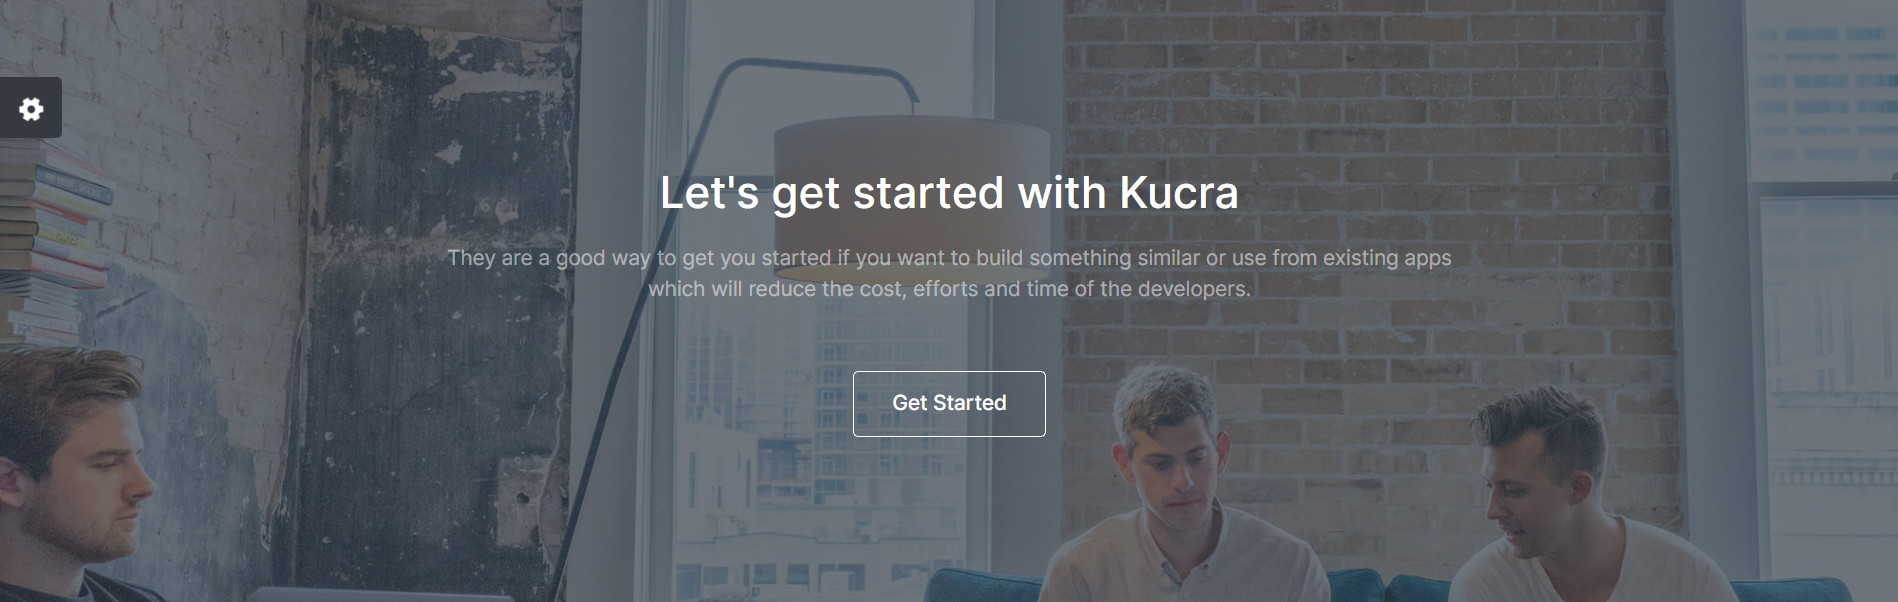 Let's get started with Kucra
They are a good way to get you started if you want to build something similar or use from existing apps
which will reduce the cost, efforts and time of the developers.
Get Started